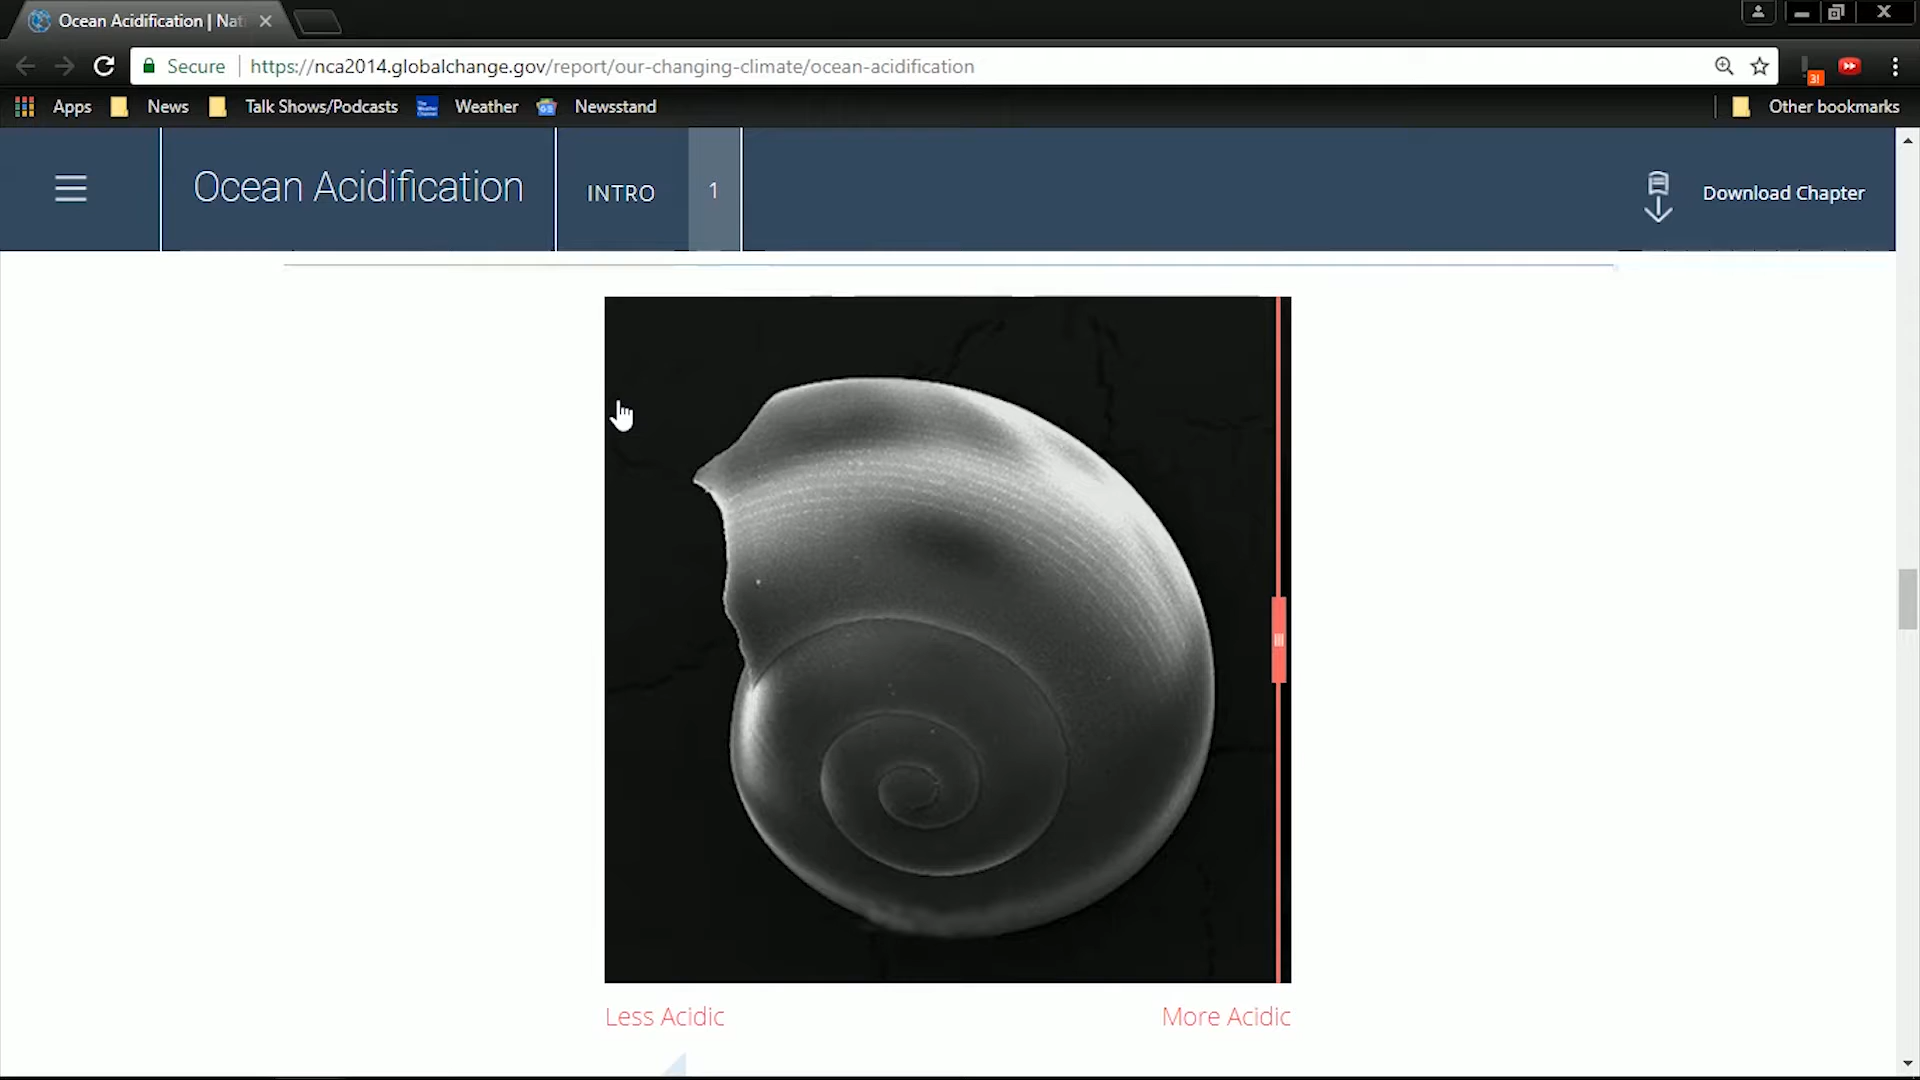 Ocean Acidification | Nat
Secure https://nca2014.globalchange.gov/report/our-changing-climate/ocean-acidification
Apps News Talk Shows/Podcasts Weather Newsstand Other bookmarks
Ocean Acidification INTRO 1 Download Chapter
Less Acidic More Acidic